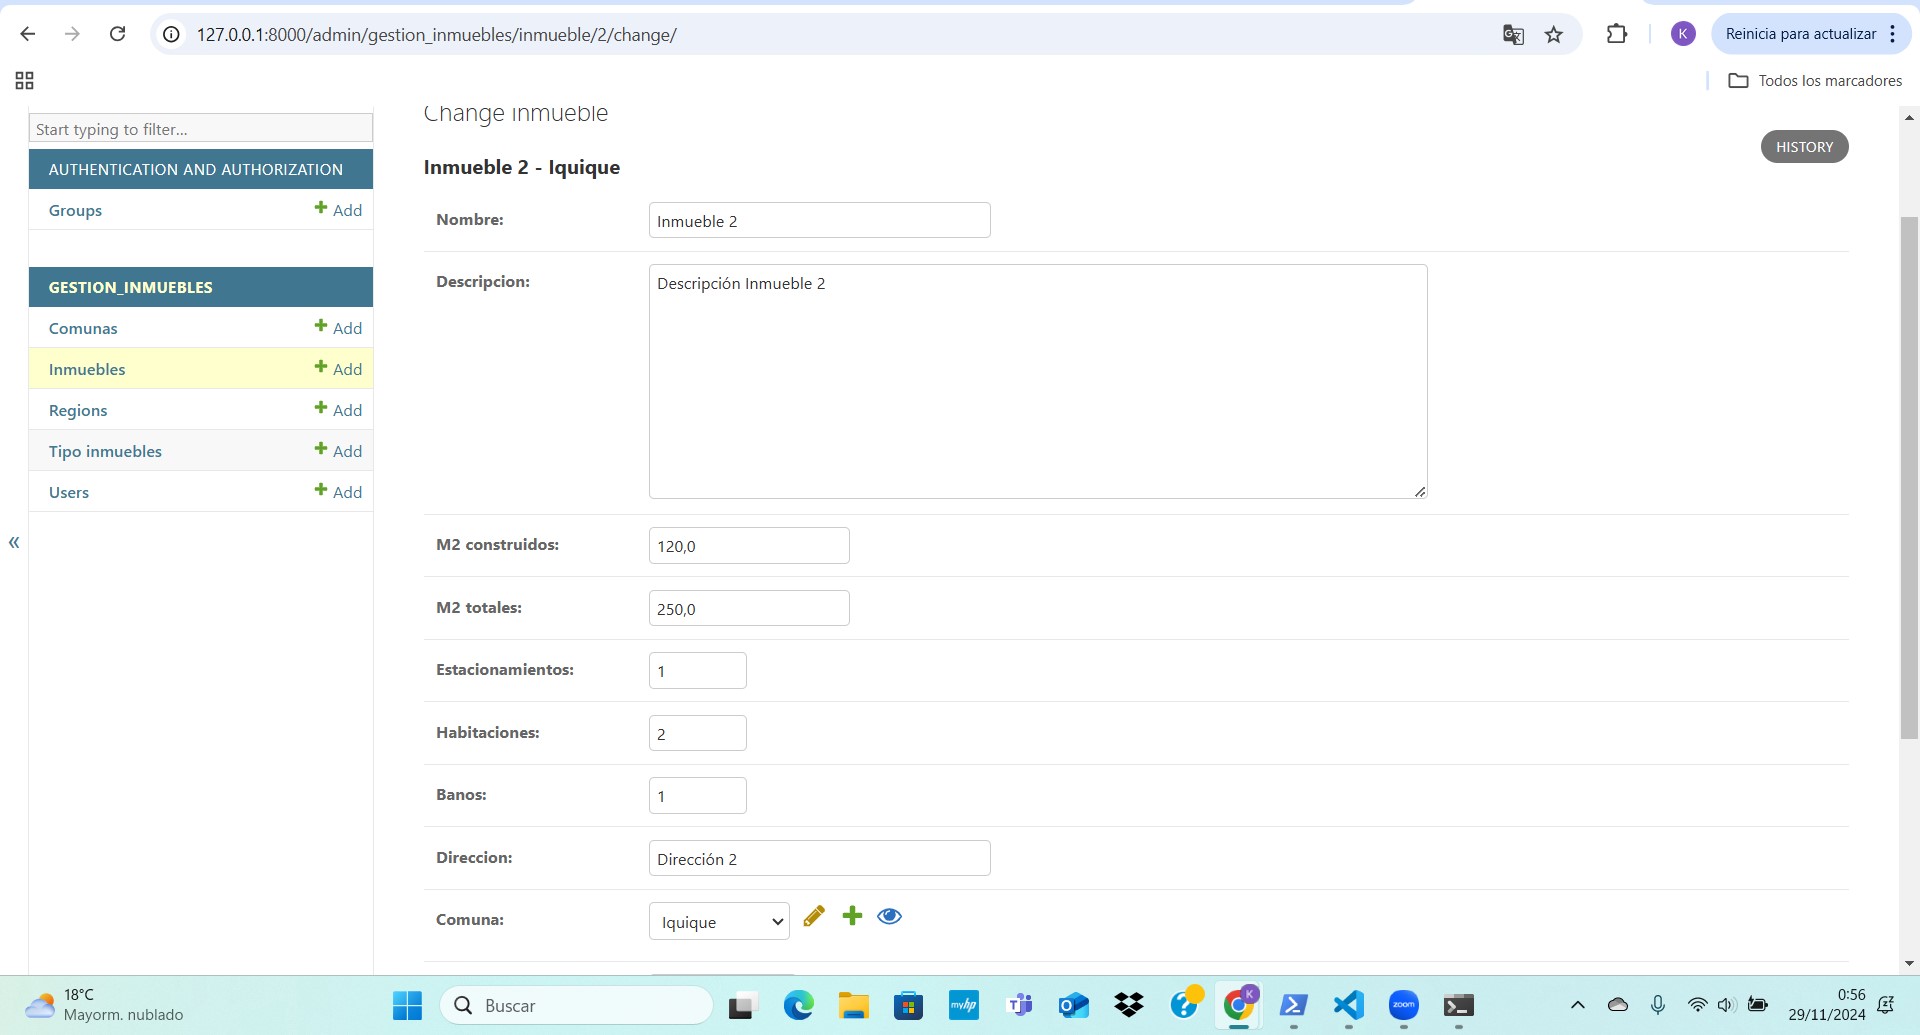 127.0.0.1:8000/admin/gestion_inmuebles/inmueble/2/change/
K
Reinicia para actualizar
Todos los marcadores
Start typing to filter...
AUTHENTICATION AND AUTHORIZATION
Groups
Add
GESTION_INMUEBLES
Comunas
Add
Inmuebles
Add
Regions
Add
Tipo inmuebles
Add
Users
Add
«
Change inmueble
HISTORY
Inmueble 2 - Iquique
Nombre:
Inmueble 2
Descripcion:
Descripción Inmueble 2
M2 construidos:
120,0
M2 totales:
250,0
Estacionamientos:
1
Habitaciones:
2
Banos:
1
Direccion:
Dirección 2
Comuna:
Iquique
18°C
Mayorm. nublado
Buscar
myhp
K
zoom
0:56
29/11/2024